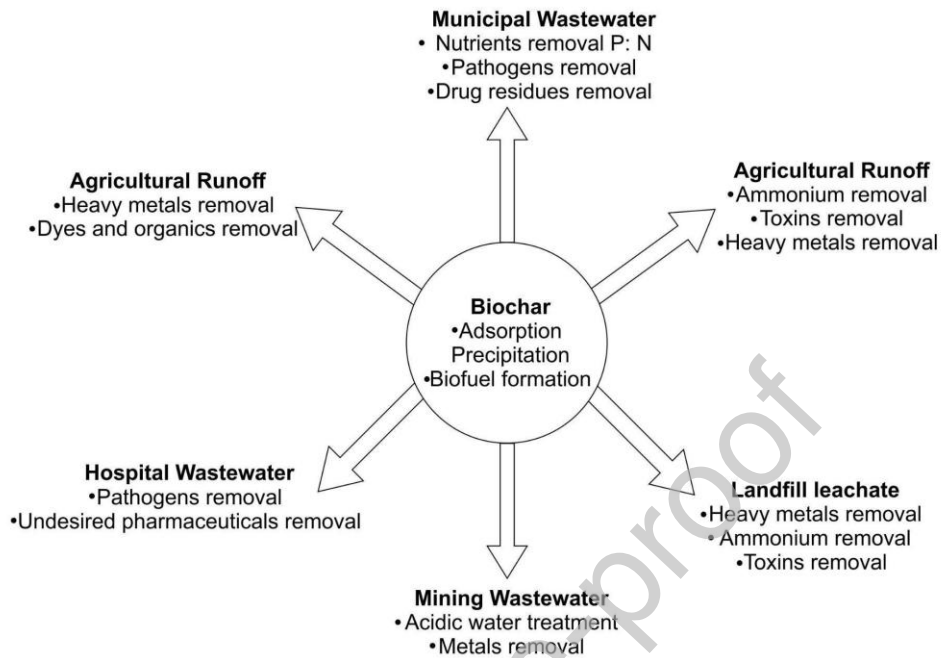 Municipal Wastewater
• Nutrients removal P: N
•Pathogens removal
•Drug residues removal
Agricultural Runoff
•Heavy metals removal
•Dyes and organics removal
Agricultural Runoff
•Ammonium removal
•Toxins removal
•Heavy metals removal
Biochar
•Adsorption
Precipitation
•Biofuel formation
Hospital Wastewater
•Pathogens removal
•Undesired pharmaceuticals removal
Landfill leachate
•Heavy metals removal
• Ammonium removal
•Toxins removal
Mining Wastewater
•Acidic water treatment
•Metals removal
-proof